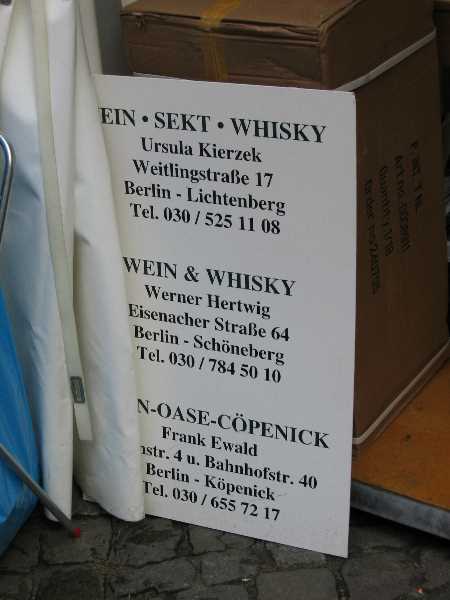 EIN • SEKT • WHISKY
Ursula Kierzek
Weitlingstraße 17
Berlin - Lichtenberg
Tel. 030 / 525 11 08
WEIN & WHISKY
Werner Hertwig
Eisenacher Straße 64
Berlin - Schöneberg
Tel. 030 / 784 50 10
N-OASE-CÖPENICK
Frank Ewald
nstr. 4 u. Bahnhofstr. 40
Berlin - Köpenick
Tel. 030 / 655 72 17